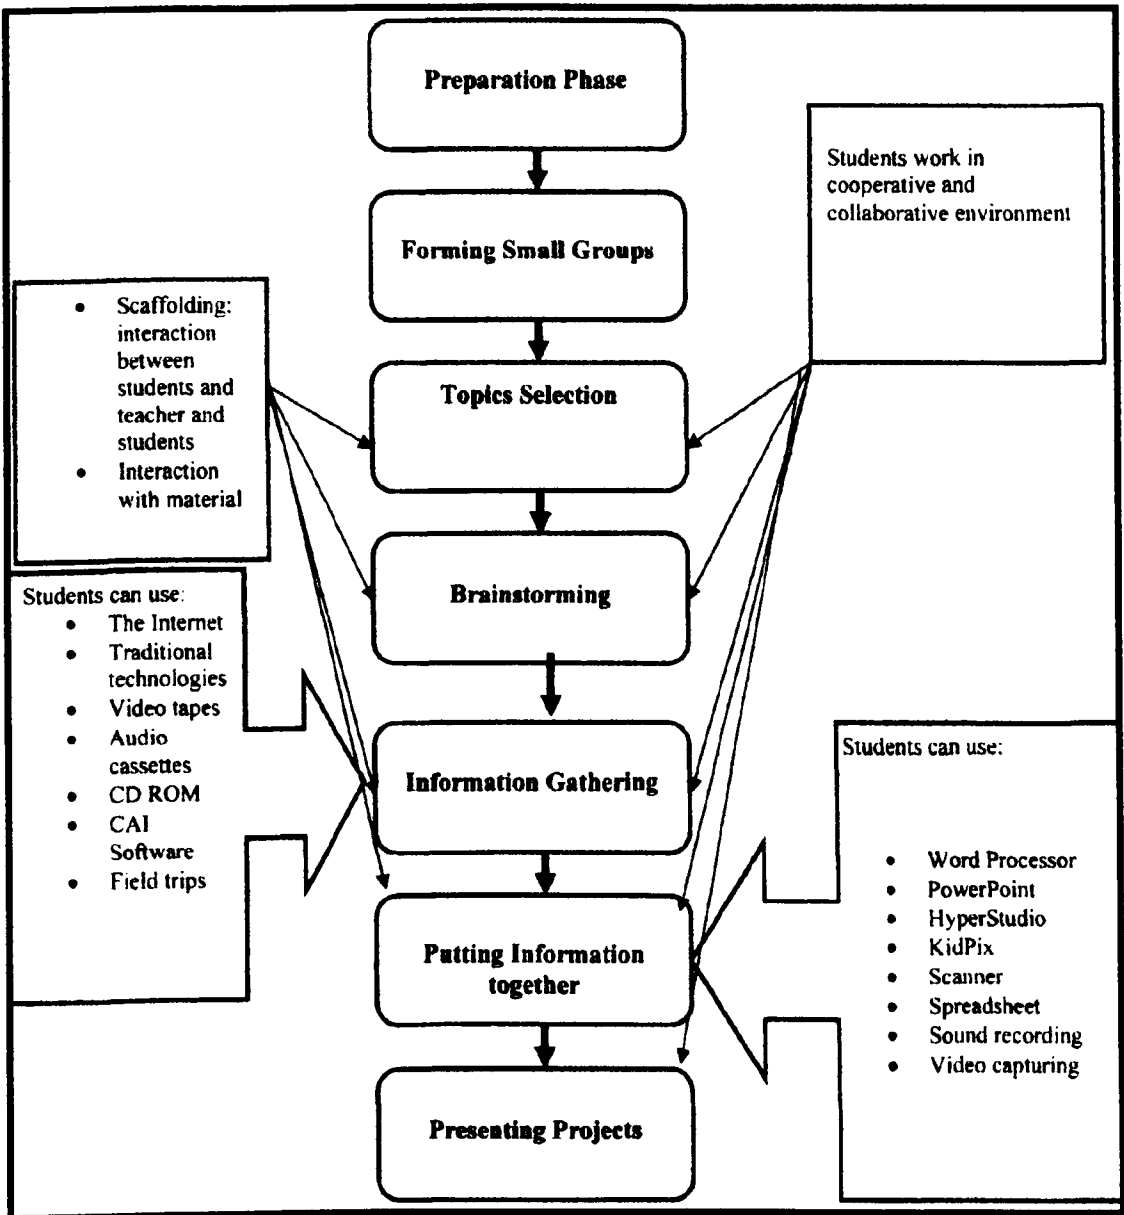 Preparation Phase
Forming Small Groups
Topics Selection
Brainstorming
Information Gathering
Putting Information
together
Presenting Projects
• Scaffolding:
interaction
between
students and
teacher and
students
• Interaction
with material
Students can use:
• The Internet
• Traditional
technologies
• Video tapes
• Audio
cassettes
• CD ROM
• CAI
Software
• Field trips
Students work in
cooperative and
collaborative environment
Students can use:
• Word Processor
• PowerPoint
• HyperStudio
• KidPix
• Scanner
• Spreadsheet
• Sound recording
• Video capturing